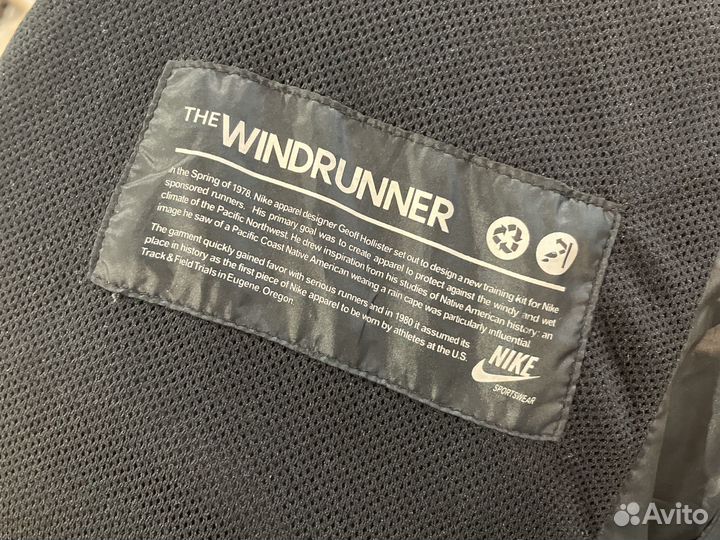 THE WINDRUNNER
In the Spring of 1978, Nike apparel designer Geoff Hollister set out to design a new training kit for Nike
sponsored runners. His primary goal was to create apparel to protect against the windy and wet
climate of the Pacific Northwest. He drew inspiration from his studies of Native American history: an
image he saw of a Pacific Coast Native American wearing a rain cape was particularly influential.
The garment quickly gained favor with serious runners and in 1980 it assumed its
place in history as the first piece of Nike apparel to be worn by athletes at the U.S.
Track & Field Trials in Eugene, Oregon.
NIKE
SPORTSWEAR
Avito